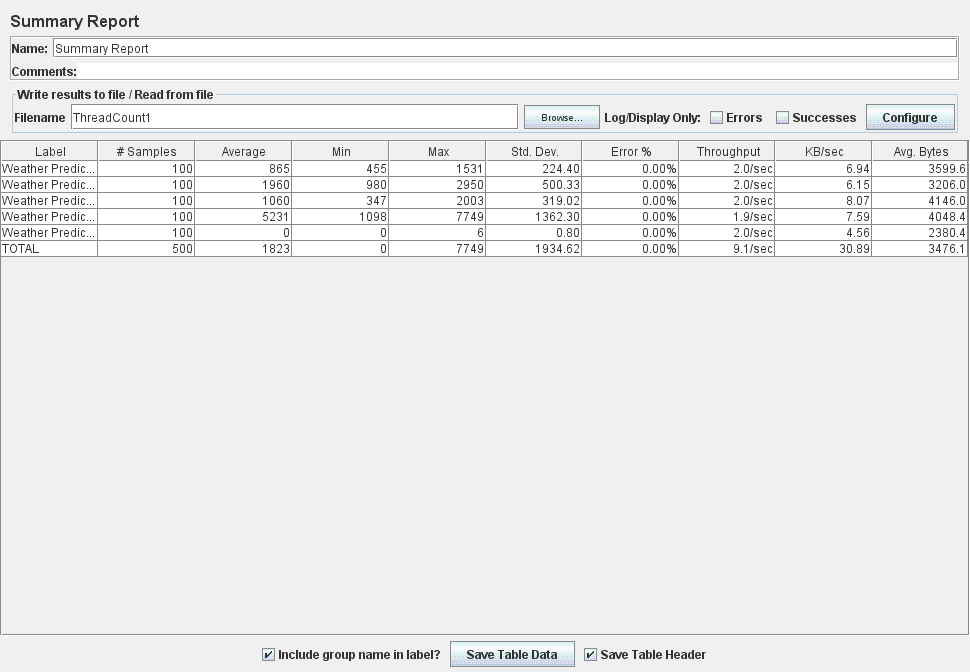 Summary Report
Name: Summary Report
Comments:
Write results to file / Read from file
Filename ThreadCount1 Browse... Log/Display Only: Errors Successes Configure
Label # Samples Average Min Max Std. Dev. Error % Throughput KB/sec Avg. Bytes
Weather Predic... 100 865 455 1531 224.40 0.00% 2.0/sec 6.94 3599.6
Weather Predic... 100 1960 980 2950 500.33 0.00% 2.0/sec 6.15 3206.0
Weather Predic... 100 1060 347 2003 319.02 0.00% 2.0/sec 8.07 4146.0
Weather Predic... 100 5231 1098 7749 1362.30 0.00% 1.9/sec 7.59 4048.4
Weather Predic... 100 0 0 6 0.80 0.00% 2.0/sec 4.56 2380.4
TOTAL 500 1823 0 7749 1934.62 0.00% 9.1/sec 30.89 3476.1
Include group name in label? Save Table Data Save Table Header